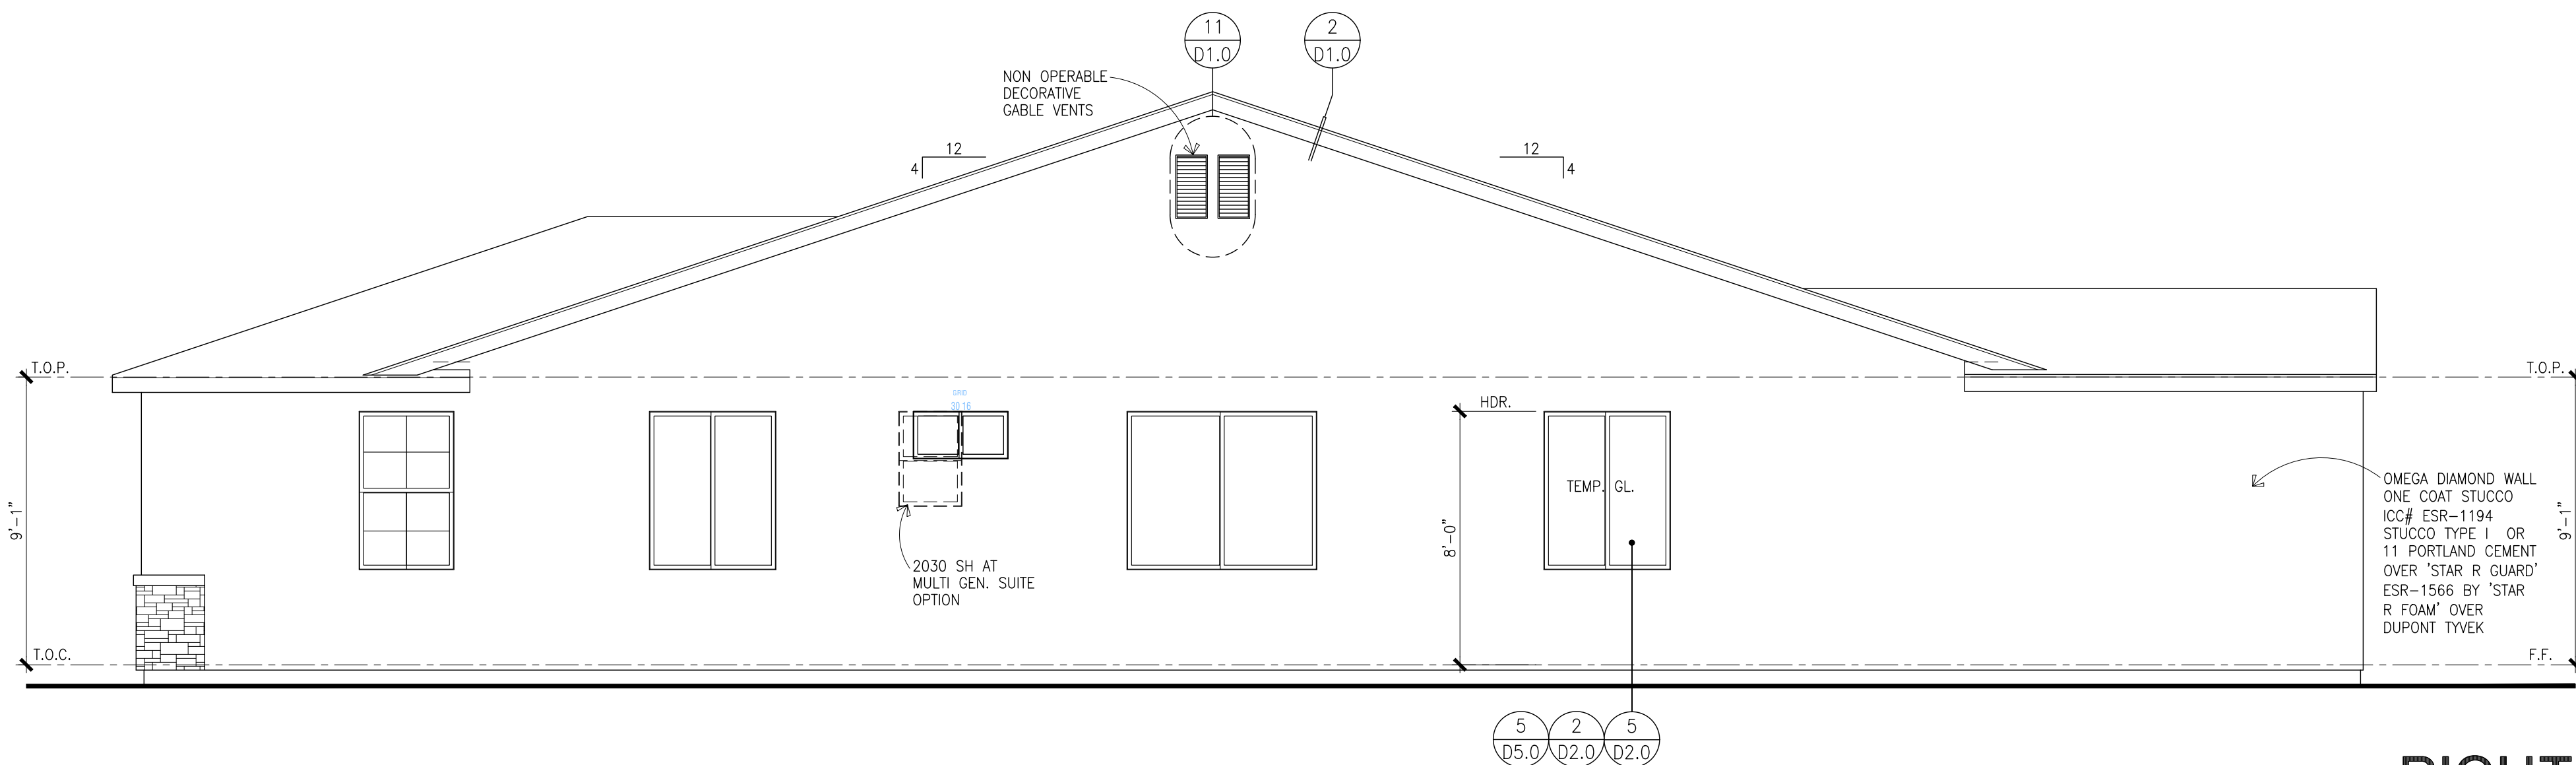 11
D1.0
2
D1.0
NON OPERABLE
DECORATIVE
GABLE VENTS
12
4
12
4
T.O.P.
T.O.P.
GRID
3016
HDR.
TEMP. GL.
9'-1"
8'-0"
9'-1"
OMEGA DIAMOND WALL
ONE COAT STUCCO
ICC# ESR-1194
STUCCO TYPE I OR
11 PORTLAND CEMENT
OVER 'STAR R GUARD'
ESR-1566 BY 'STAR
R FOAM' OVER
DUPONT TYVEK
2030 SH AT
MULTI GEN. SUITE
OPTION
T.O.C.
F.F.
5
D5.0
2
D2.0
5
D2.0
RIGHT